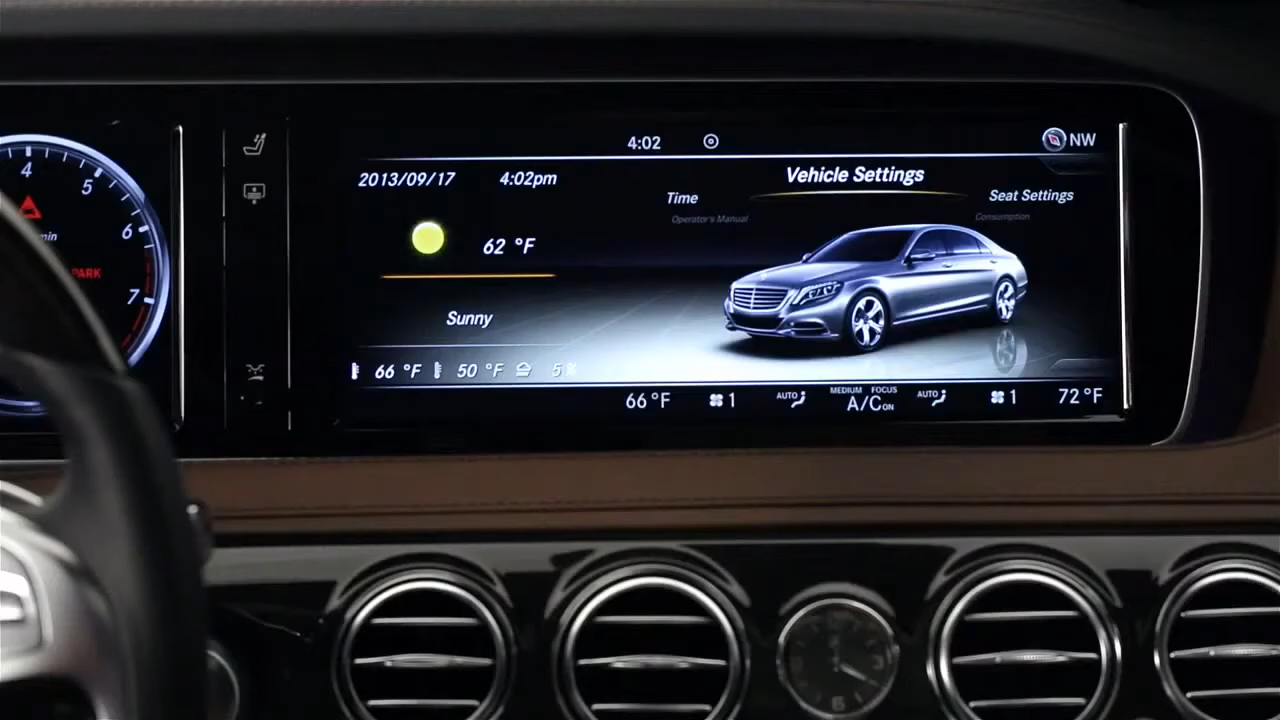 4:02 NW
2013/09/17 4:02pm
Vehicle Settings
Time Seat Settings
Operator's Manual Consumption
62 °F
Sunny
66 °F 50 °F 5%
66°F 1 AUTO MEDIUM FOCUS AUTO 1 72°F
A/C ON
4
5
6
7
min
PARK